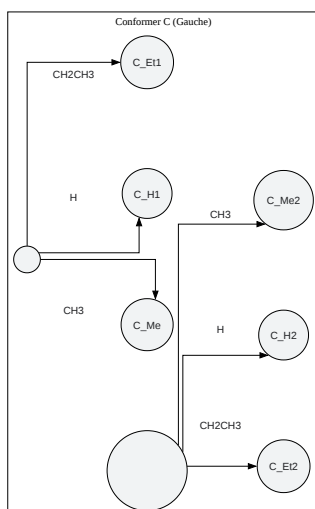 Conformer C (Gauche)
C_Et1
CH2CH3
H
C_H1
C_Me2
CH3
CH3
C_Me
H
C_H2
CH2CH3
C_Et2